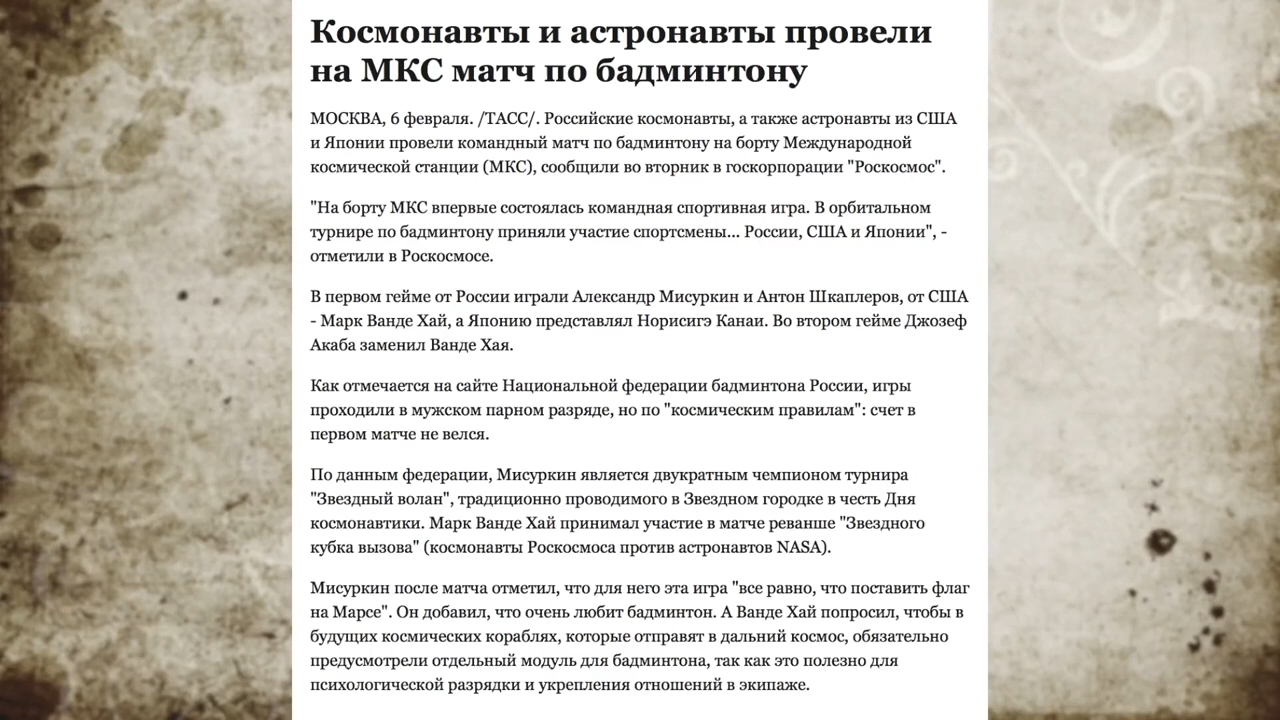 Космонавты и астронавты провели
на МКС матч по бадминтону
МОСКВА, 6 февраля. /ТАСС/. Российские космонавты, а также астронавты из США
и Японии провели командный матч по бадминтону на борту Международной
космической станции (МКС), сообщили во вторник в госкорпорации "Роскосмос".
"На борту МКС впервые состоялась командная спортивная игра. В орбитальном
турнире по бадминтону приняли участие спортсмены... России, США и Японии", -
отметили в Роскосмосе.
В первом гейме от России играли Александр Мисуркин и Антон Шкаплеров, от США
- Марк Ванде Хай, а Японию представлял Норисигэ Канаи. Во втором гейме Джозеф
Акаба заменил Ванде Хая.
Как отмечается на сайте Национальной федерации бадминтона России, игры
проходили в мужском парном разряде, но по "космическим правилам": счет в
первом матче не велся.
По данным федерации, Мисуркин является двукратным чемпионом турнира
"Звездный волан", традиционно проводимого в Звездном городке в честь Дня
космонавтики. Марк Ванде Хай принимал участие в матче реванше "Звездного
кубка вызова" (космонавты Роскосмоса против астронавтов NASA).
Мисуркин после матча отметил, что для него эта игра "все равно, что поставить флаг
на Марсе". Он добавил, что очень любит бадминтон. А Ванде Хай попросил, чтобы в
будущих космических кораблях, которые отправят в дальний космос, обязательно
предусмотрели отдельный модуль для бадминтона, так как это полезно для
психологической разрядки и укрепления отношений в экипаже.